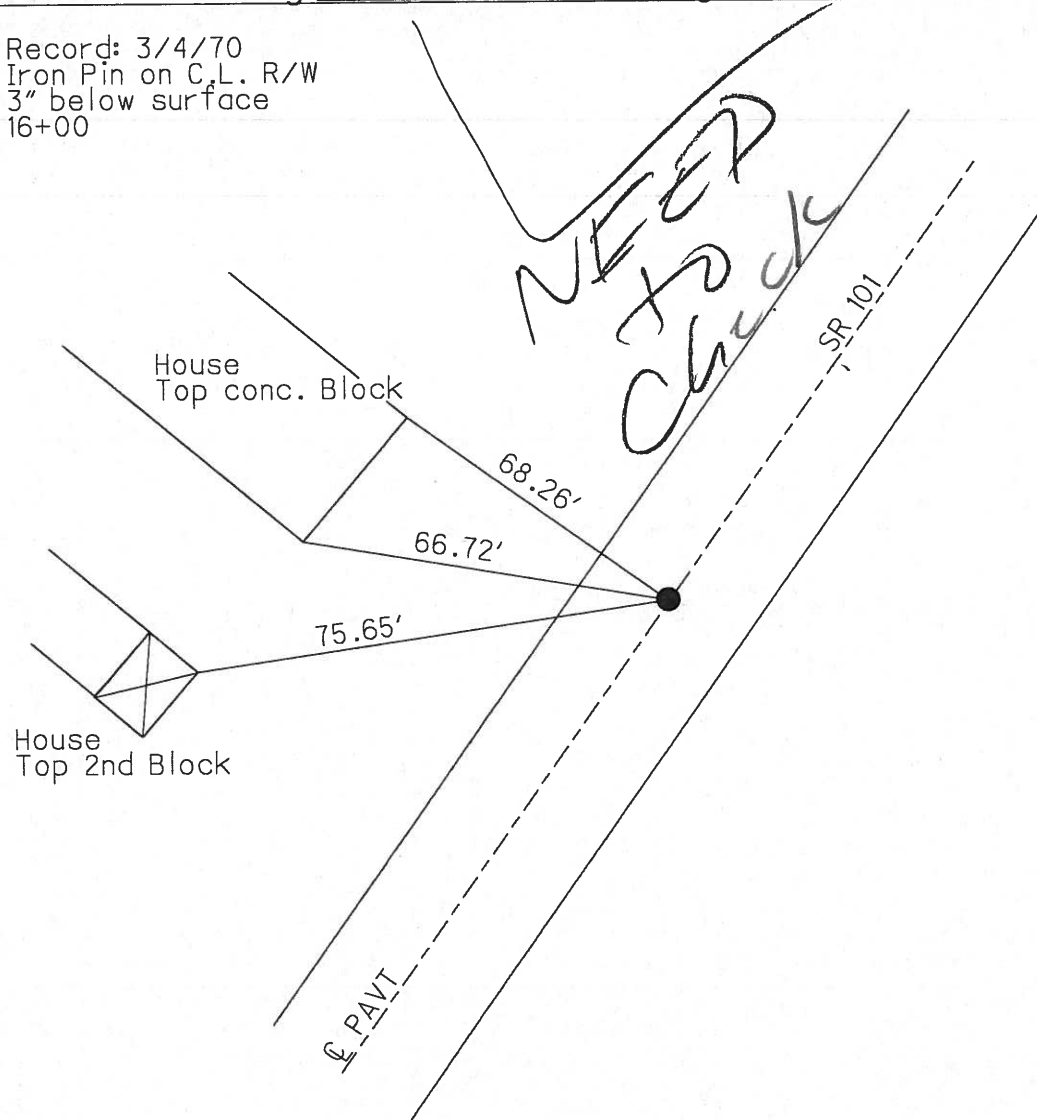 Record: 3/4/70
Iron Pin on C.L. R/W
3" below surface
16+00
NEED
to
Check
SR 101
House
Top conc. Block
68.26'
66.72'
75.65'
House
Top 2nd Block
℄ PAVT